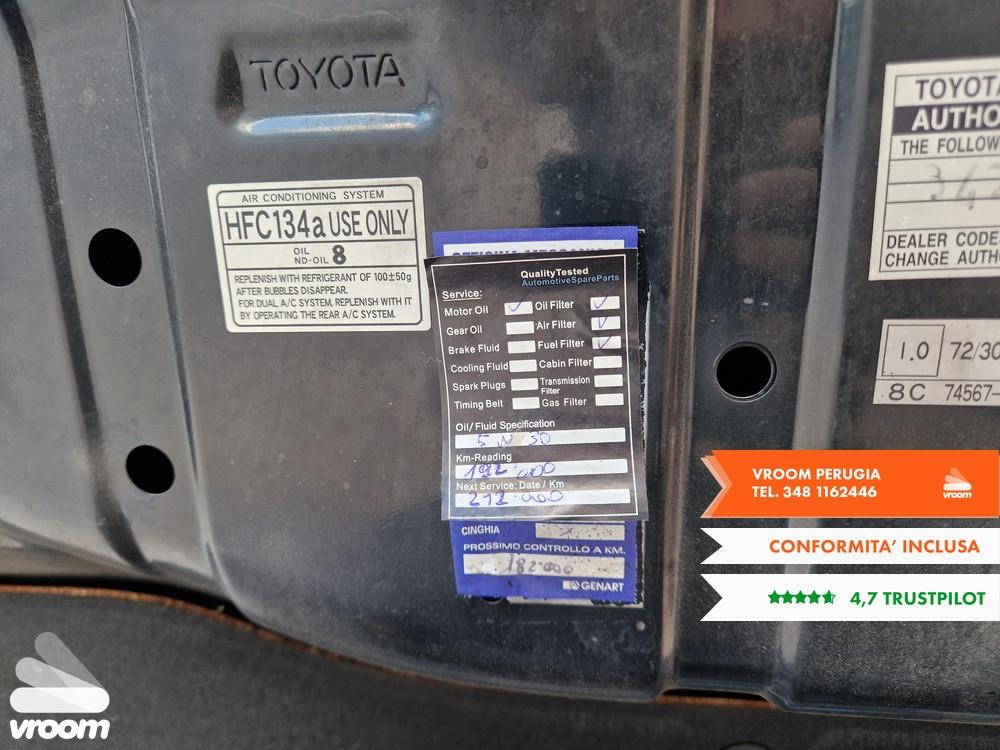 TOYOTA
AIR CONDITIONING SYSTEM
HFC134a USE ONLY
OIL
ND-OIL 8
REPLENISH WITH REFRIGERANT OF 100±50g
AFTER BUBBLES DISAPPEAR.
FOR DUAL A/C SYSTEM, REPLENISH WITH IT
BY OPERATING THE REAR A/C SYSTEM.
QualityTested
AutomotiveSpareParts
Service:
Motor Oil ✓ Oil Filter ✓
Gear Oil Air Filter ✓
Brake Fluid Fuel Filter ✓
Cooling Fluid Cabin Filter
Spark Plugs Transmission Filter
Timing Belt Gas Filter
Oil/ Fluid Specification
5 W 30
Km-Reading
192.000
Next Service: Date / Km
212.000
CINGHIA
PROSSIMO CONTROLLO A KM.
182.000
GENART
TOYOTA
AUTHO
THE FOLLOW
DEALER CODE
CHANGE AUTH
1.0 72/30
8C 74567-
VROOM PERUGIA
TEL. 348 1162446
vroom
CONFORMITA' INCLUSA
4,7 TRUSTPILOT
vroom